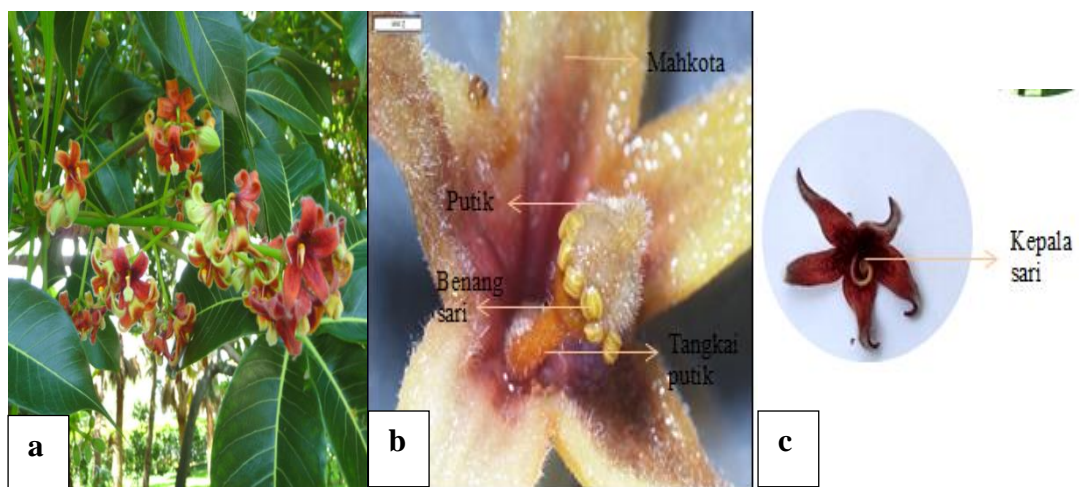 Mahkota
Putik
Benang
sari
Tangkai
putik
Kepala
sari
a
b
c